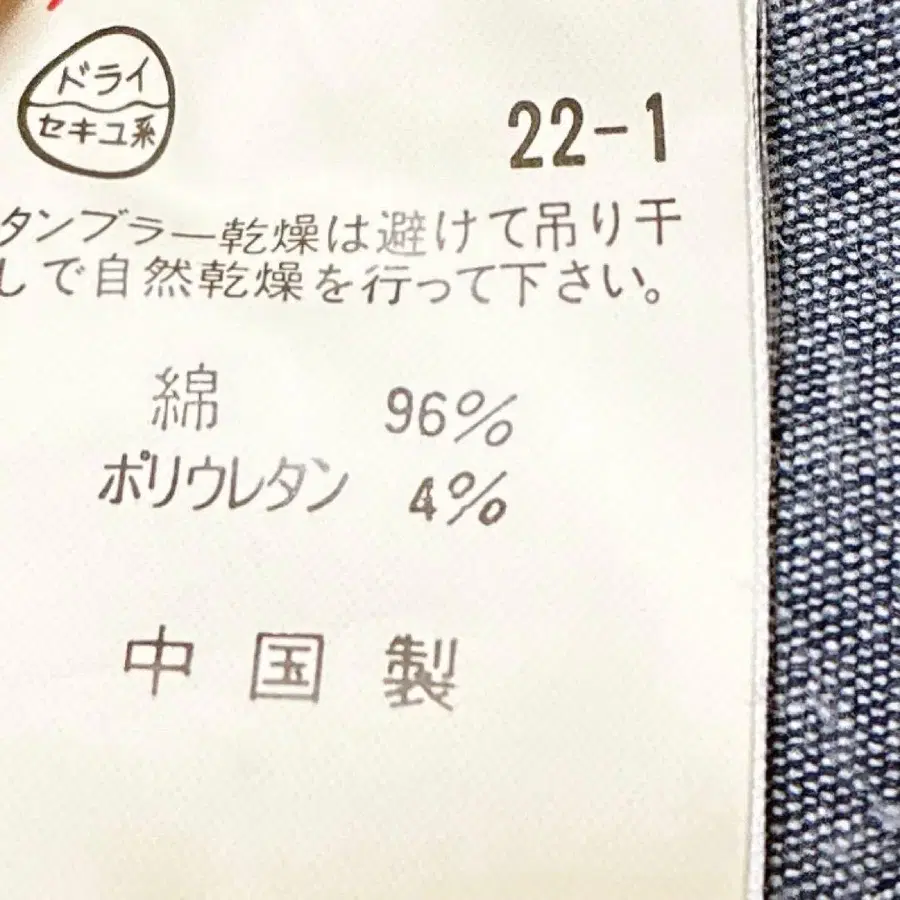 ドライ
セキユ系
22-1
タンブラー乾燥は避けて吊り干
しで自然乾燥を行って下さい。
綿 96%
ポリウレタン 4%
中国製